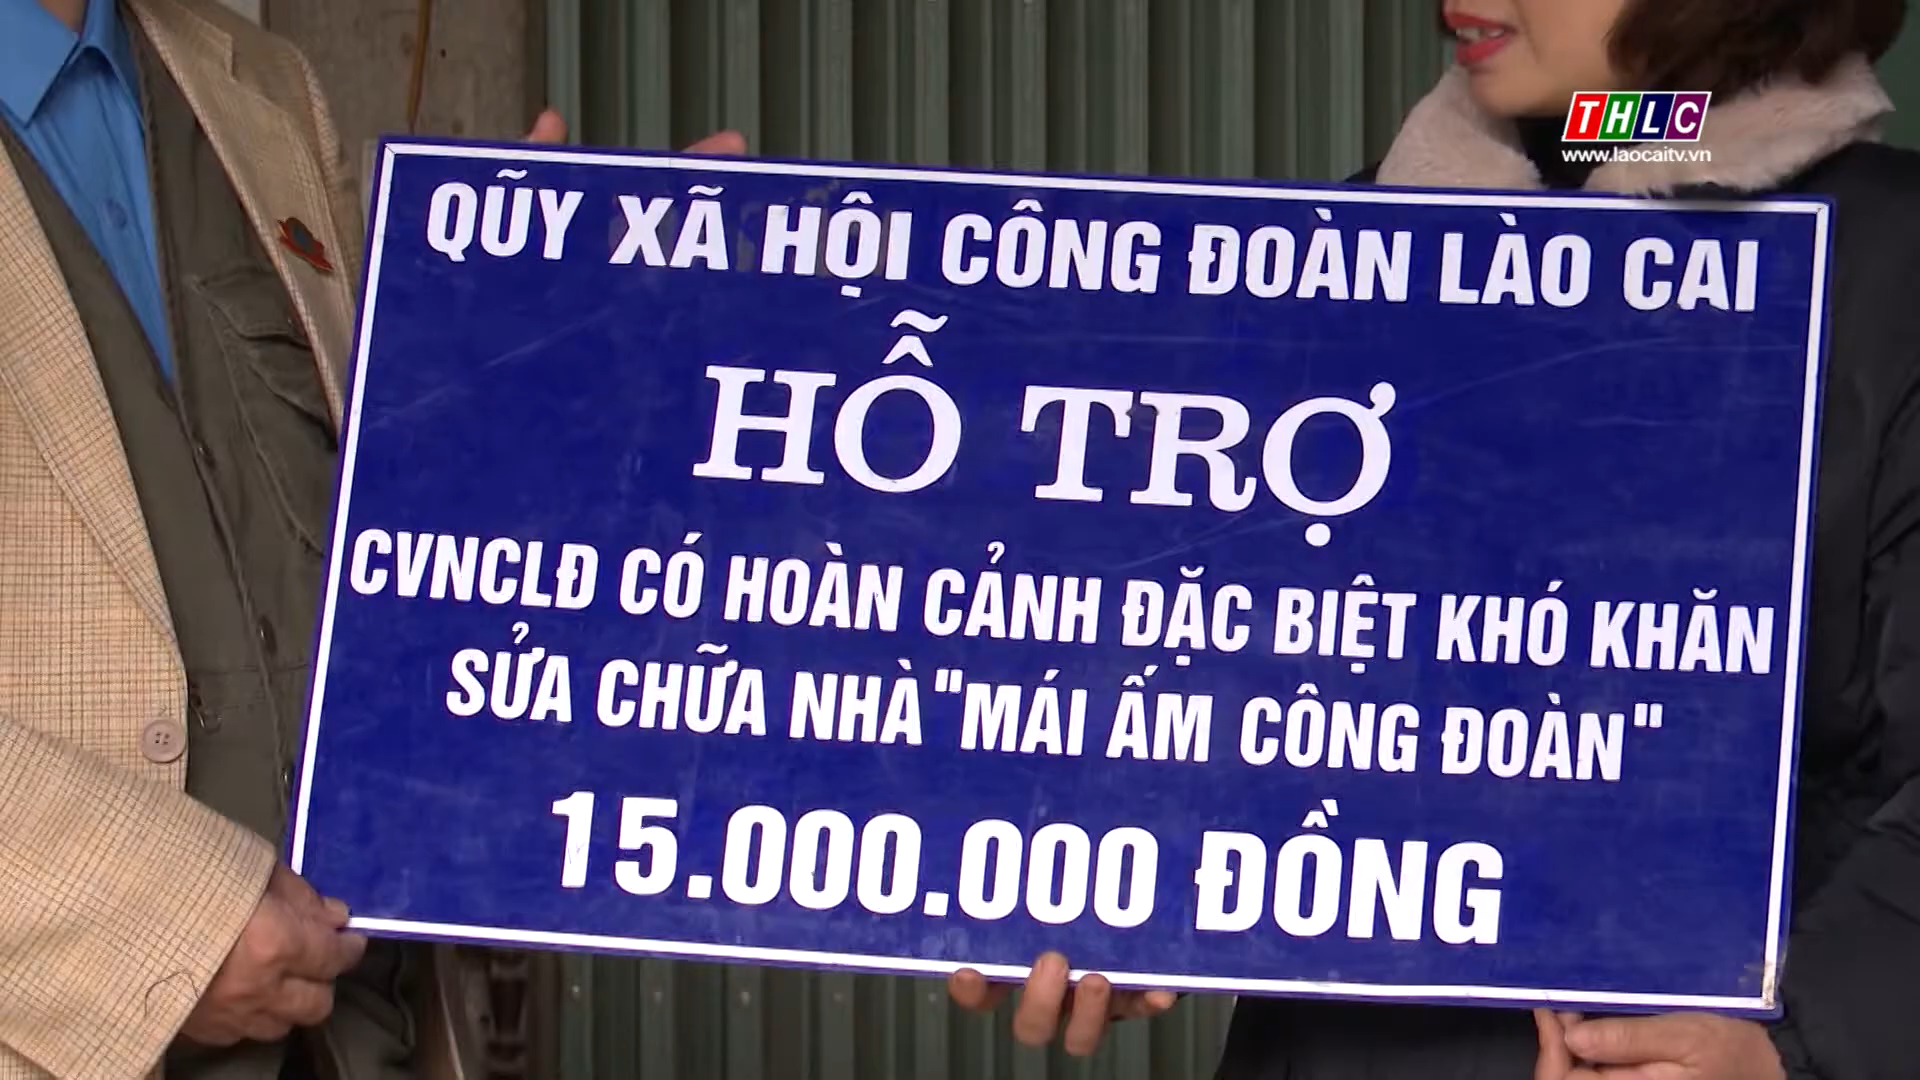 THLC
www.laocaitv.vn
QŨY XÃ HỘI CÔNG ĐOÀN LÀO CAI
HỖ TRỢ
CVNCLĐ CÓ HOÀN CẢNH ĐẶC BIỆT KHÓ KHĂN
SỬA CHỮA NHÀ "MÁI ẤM CÔNG ĐOÀN"
15.000.000 ĐỒNG